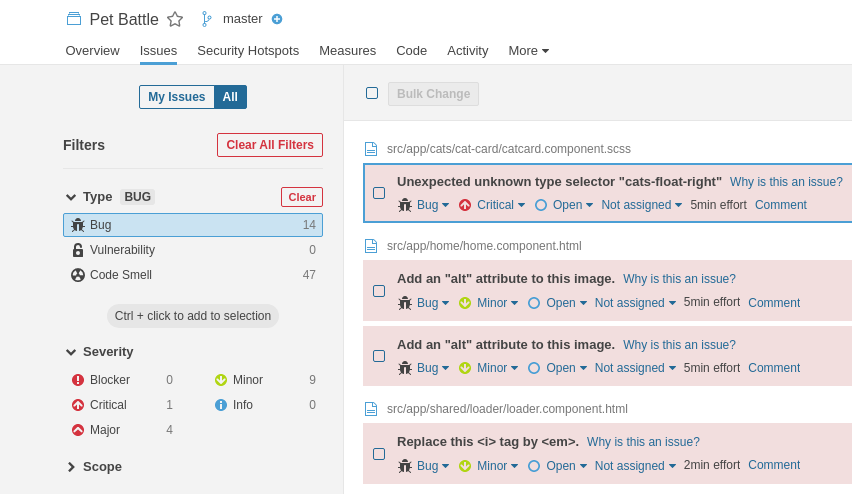 Pet Battle master
Overview Issues Security Hotspots Measures Code Activity More
My Issues All
Bulk Change
Filters Clear All Filters
Type BUG Clear
Bug 14
Vulnerability 0
Code Smell 47
Ctrl + click to add to selection
Severity
Blocker 0 Minor 9
Critical 1 Info 0
Major 4
Scope
src/app/cats/cat-card/catcard.component.scss
Unexpected unknown type selector "cats-float-right" Why is this an issue?
Bug Critical Open Not assigned 5min effort Comment
src/app/home/home.component.html
Add an "alt" attribute to this image. Why is this an issue?
Bug Minor Open Not assigned 5min effort Comment
Add an "alt" attribute to this image. Why is this an issue?
Bug Minor Open Not assigned 5min effort Comment
src/app/shared/loader/loader.component.html
Replace this <i> tag by <em>. Why is this an issue?
Bug Minor Open Not assigned 2min effort Comment